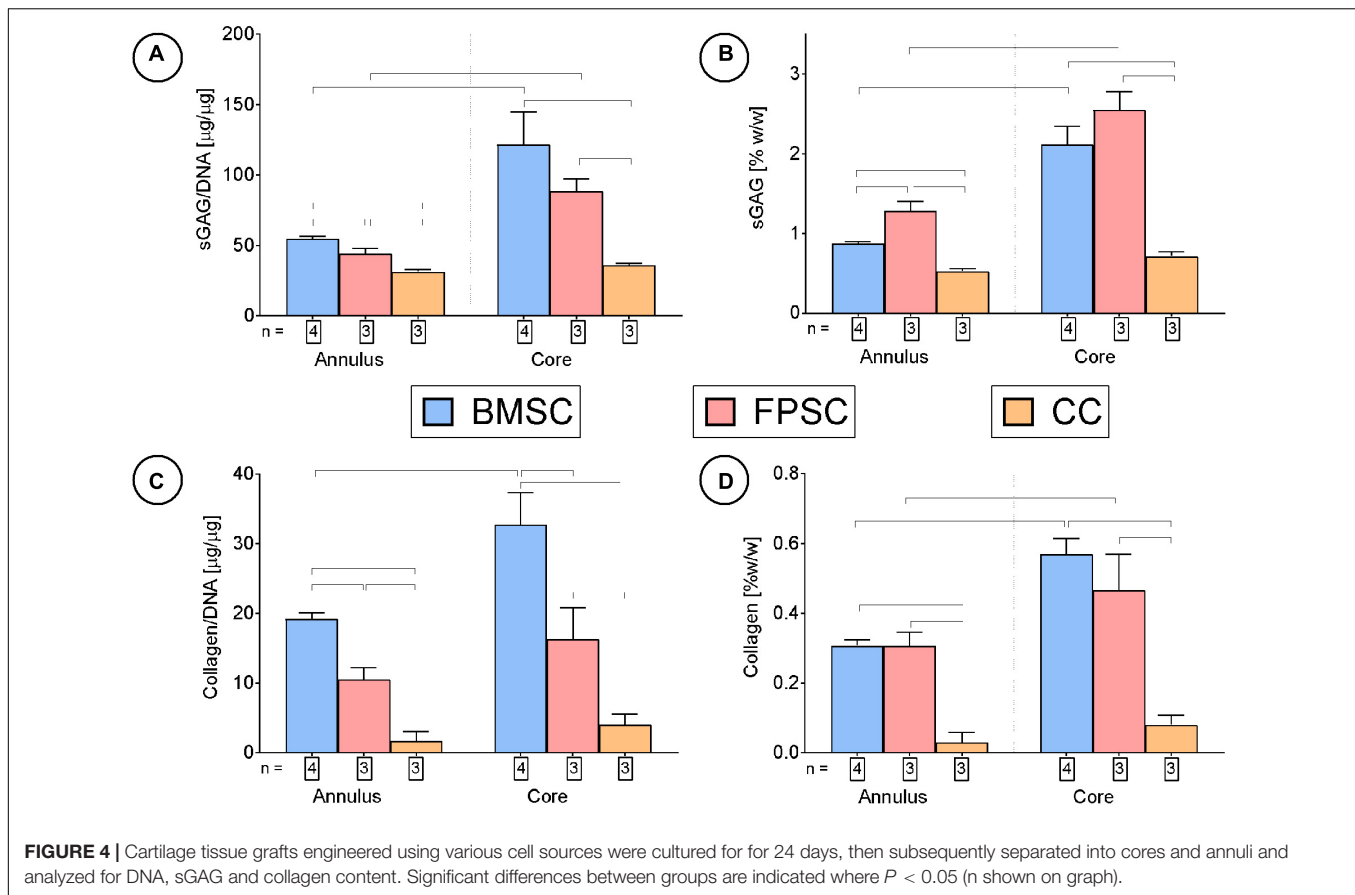 A
sGAG/DNA [µg/µg]
200
150
100
50
0
n = 4 3 3 4 3 3
Annulus Core
B
sGAG [% w/w]
3
2
1
0
n = 4 3 3 4 3 3
Annulus Core
BMSC FPSC CC
C
Collagen/DNA [µg/µg]
40
30
20
10
0
n = 4 3 3 4 3 3
Annulus Core
D
Collagen [%w/w]
0.8
0.6
0.4
0.2
0.0
n = 4 3 3 4 3 3
Annulus Core
FIGURE 4 | Cartilage tissue grafts engineered using various cell sources were cultured for for 24 days, then subsequently separated into cores and annuli and
analyzed for DNA, sGAG and collagen content. Significant differences between groups are indicated where P < 0.05 (n shown on graph).